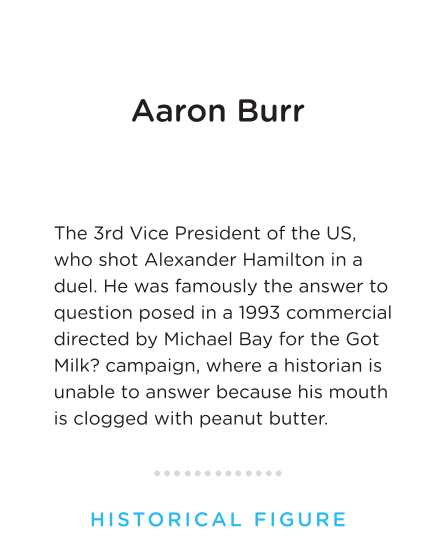 Aaron Burr
The 3rd Vice President of the US,
who shot Alexander Hamilton in a
duel. He was famously the answer to
question posed in a 1993 commercial
directed by Michael Bay for the Got
Milk? campaign, where a historian is
unable to answer because his mouth
is clogged with peanut butter.
HISTORICAL FIGURE